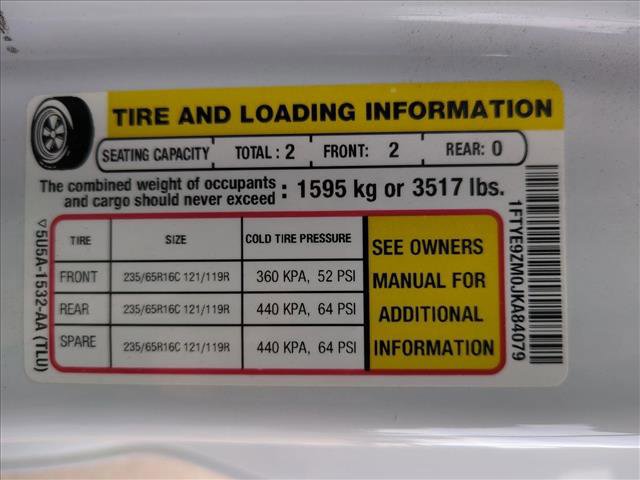 TIRE AND LOADING INFORMATION
SEATING CAPACITY TOTAL : 2 FRONT: 2 REAR: 0
The combined weight of occupants and cargo should never exceed : 1595 kg or 3517 lbs.
TIRE SIZE COLD TIRE PRESSURE
FRONT 235/65R16C 121/119R 360 KPA, 52 PSI
REAR 235/65R16C 121/119R 440 KPA, 64 PSI
SPARE 235/65R16C 121/119R 440 KPA, 64 PSI
SEE OWNERS
MANUAL FOR
ADDITIONAL
INFORMATION
▽5U5A-1532-AA (TLU)
1FTYE9ZM0JKA84079